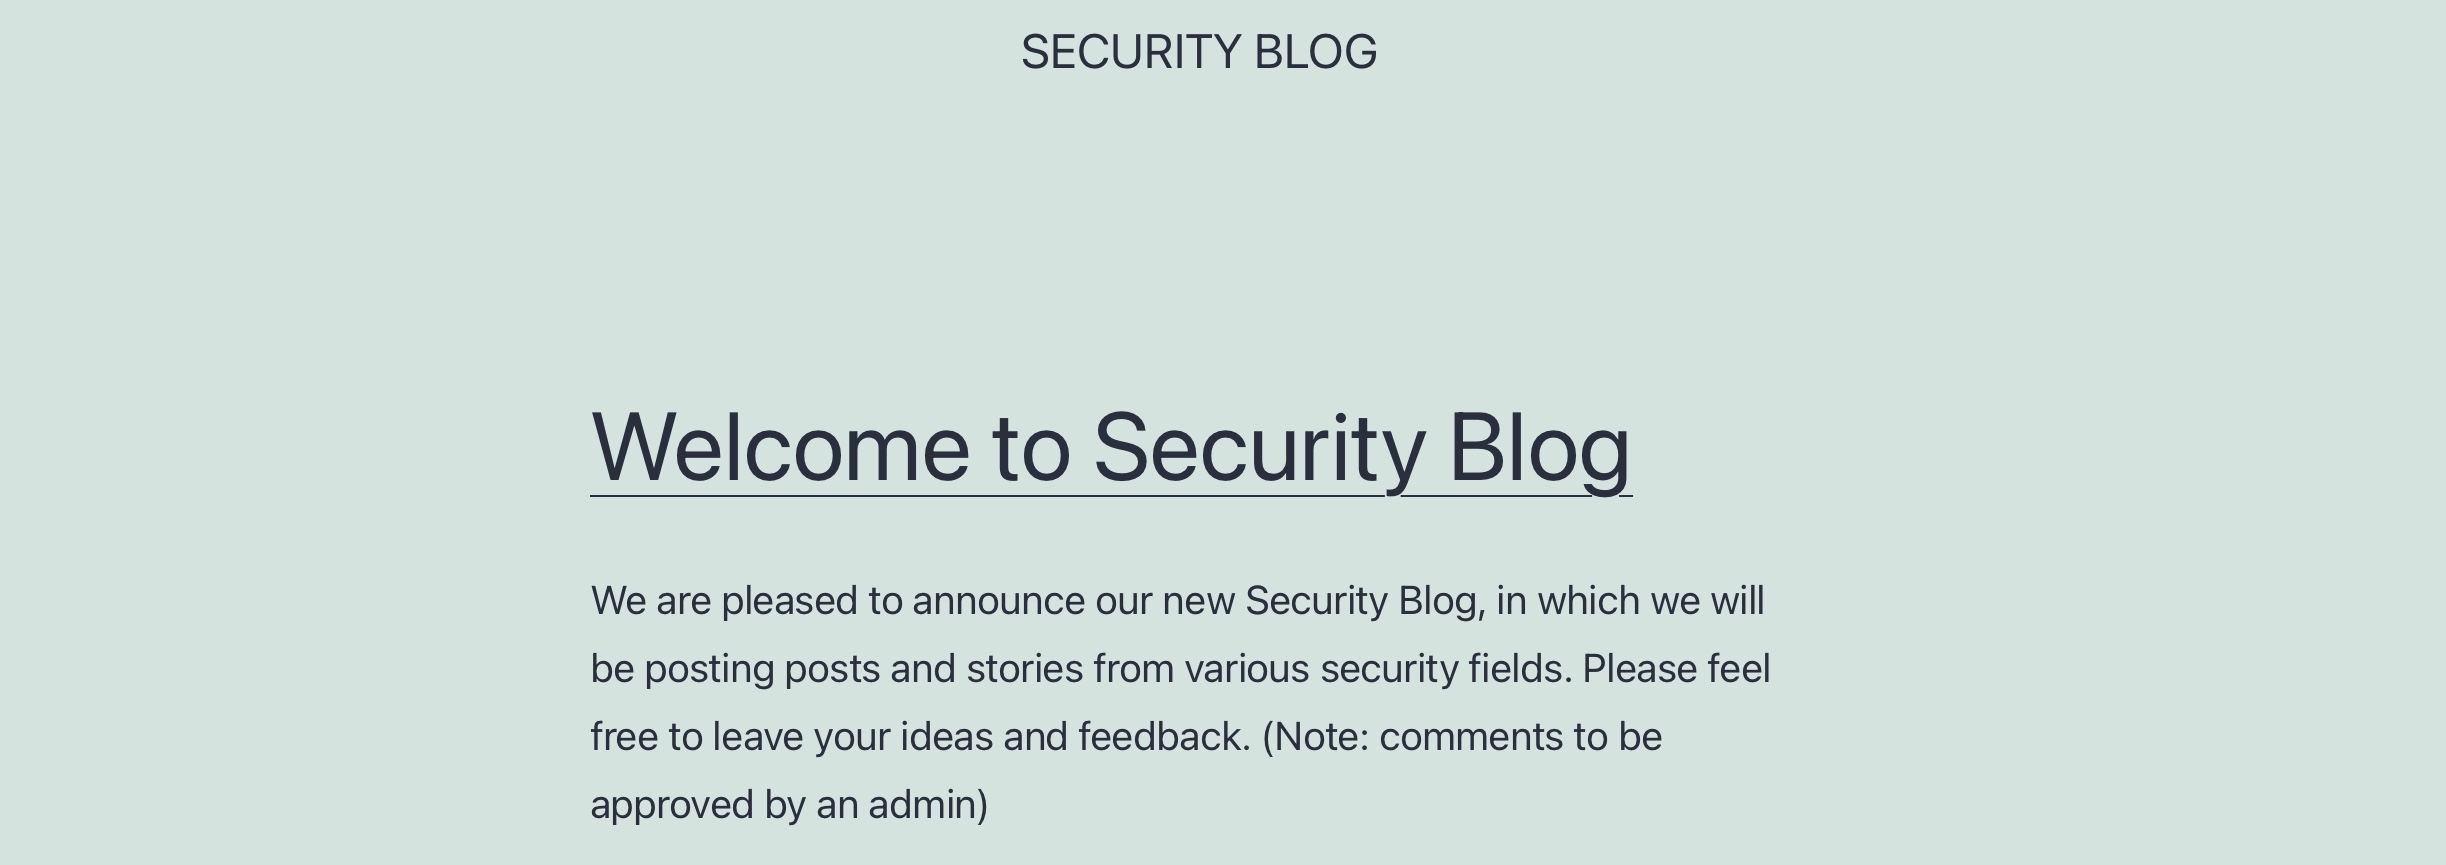 SECURITY BLOG
Welcome to Security Blog
We are pleased to announce our new Security Blog, in which we will
be posting posts and stories from various security fields. Please feel
free to leave your ideas and feedback. (Note: comments to be
approved by an admin)